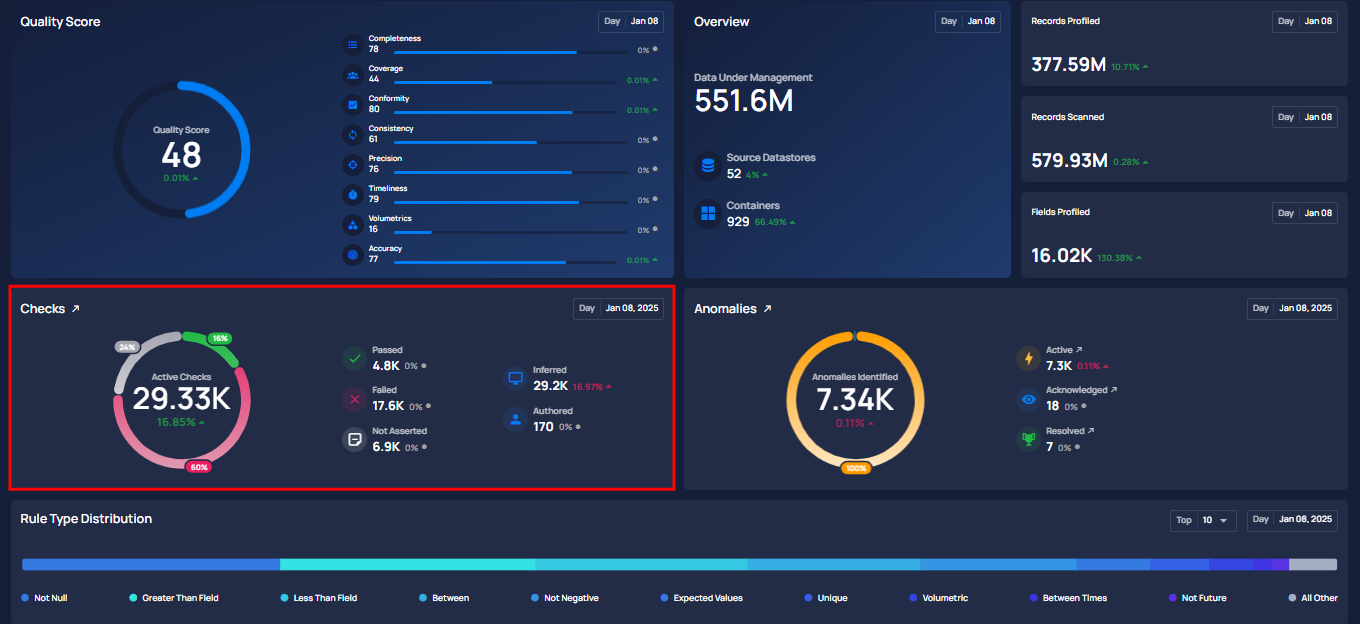 Quality Score
Day Jan 08
Quality Score
48
0.01%
Completeness
78
0%
Coverage
44
0.01%
Conformity
80
0.01%
Consistency
61
0%
Precision
76
0%
Timeliness
79
0%
Volumetrics
16
0%
Accuracy
77
0.01%
Overview
Day Jan 08
Data Under Management
551.6M
Source Datastores
52 4%
Containers
929 66.49%
Records Profiled
Day Jan 08
377.59M 10.71%
Records Scanned
Day Jan 08
579.93M 0.28%
Fields Profiled
Day Jan 08
16.02K 130.38%
Checks
Day Jan 08, 2025
24%
16%
Active Checks
29.33K
16.85%
60%
Passed
4.8K 0%
Failed
17.6K 0%
Not Asserted
6.9K 0%
Inferred
29.2K 16.97%
Authored
170 0%
Anomalies
Day Jan 08, 2025
Anomalies Identified
7.34K
0.11%
100%
Active
7.3K 0.11%
Acknowledged
18 0%
Resolved
7 0%
Rule Type Distribution
Top 10
Day Jan 08, 2025
Not Null Greater Than Field Less Than Field Between Not Negative Expected Values Unique Volumetric Between Times Not Future All Other